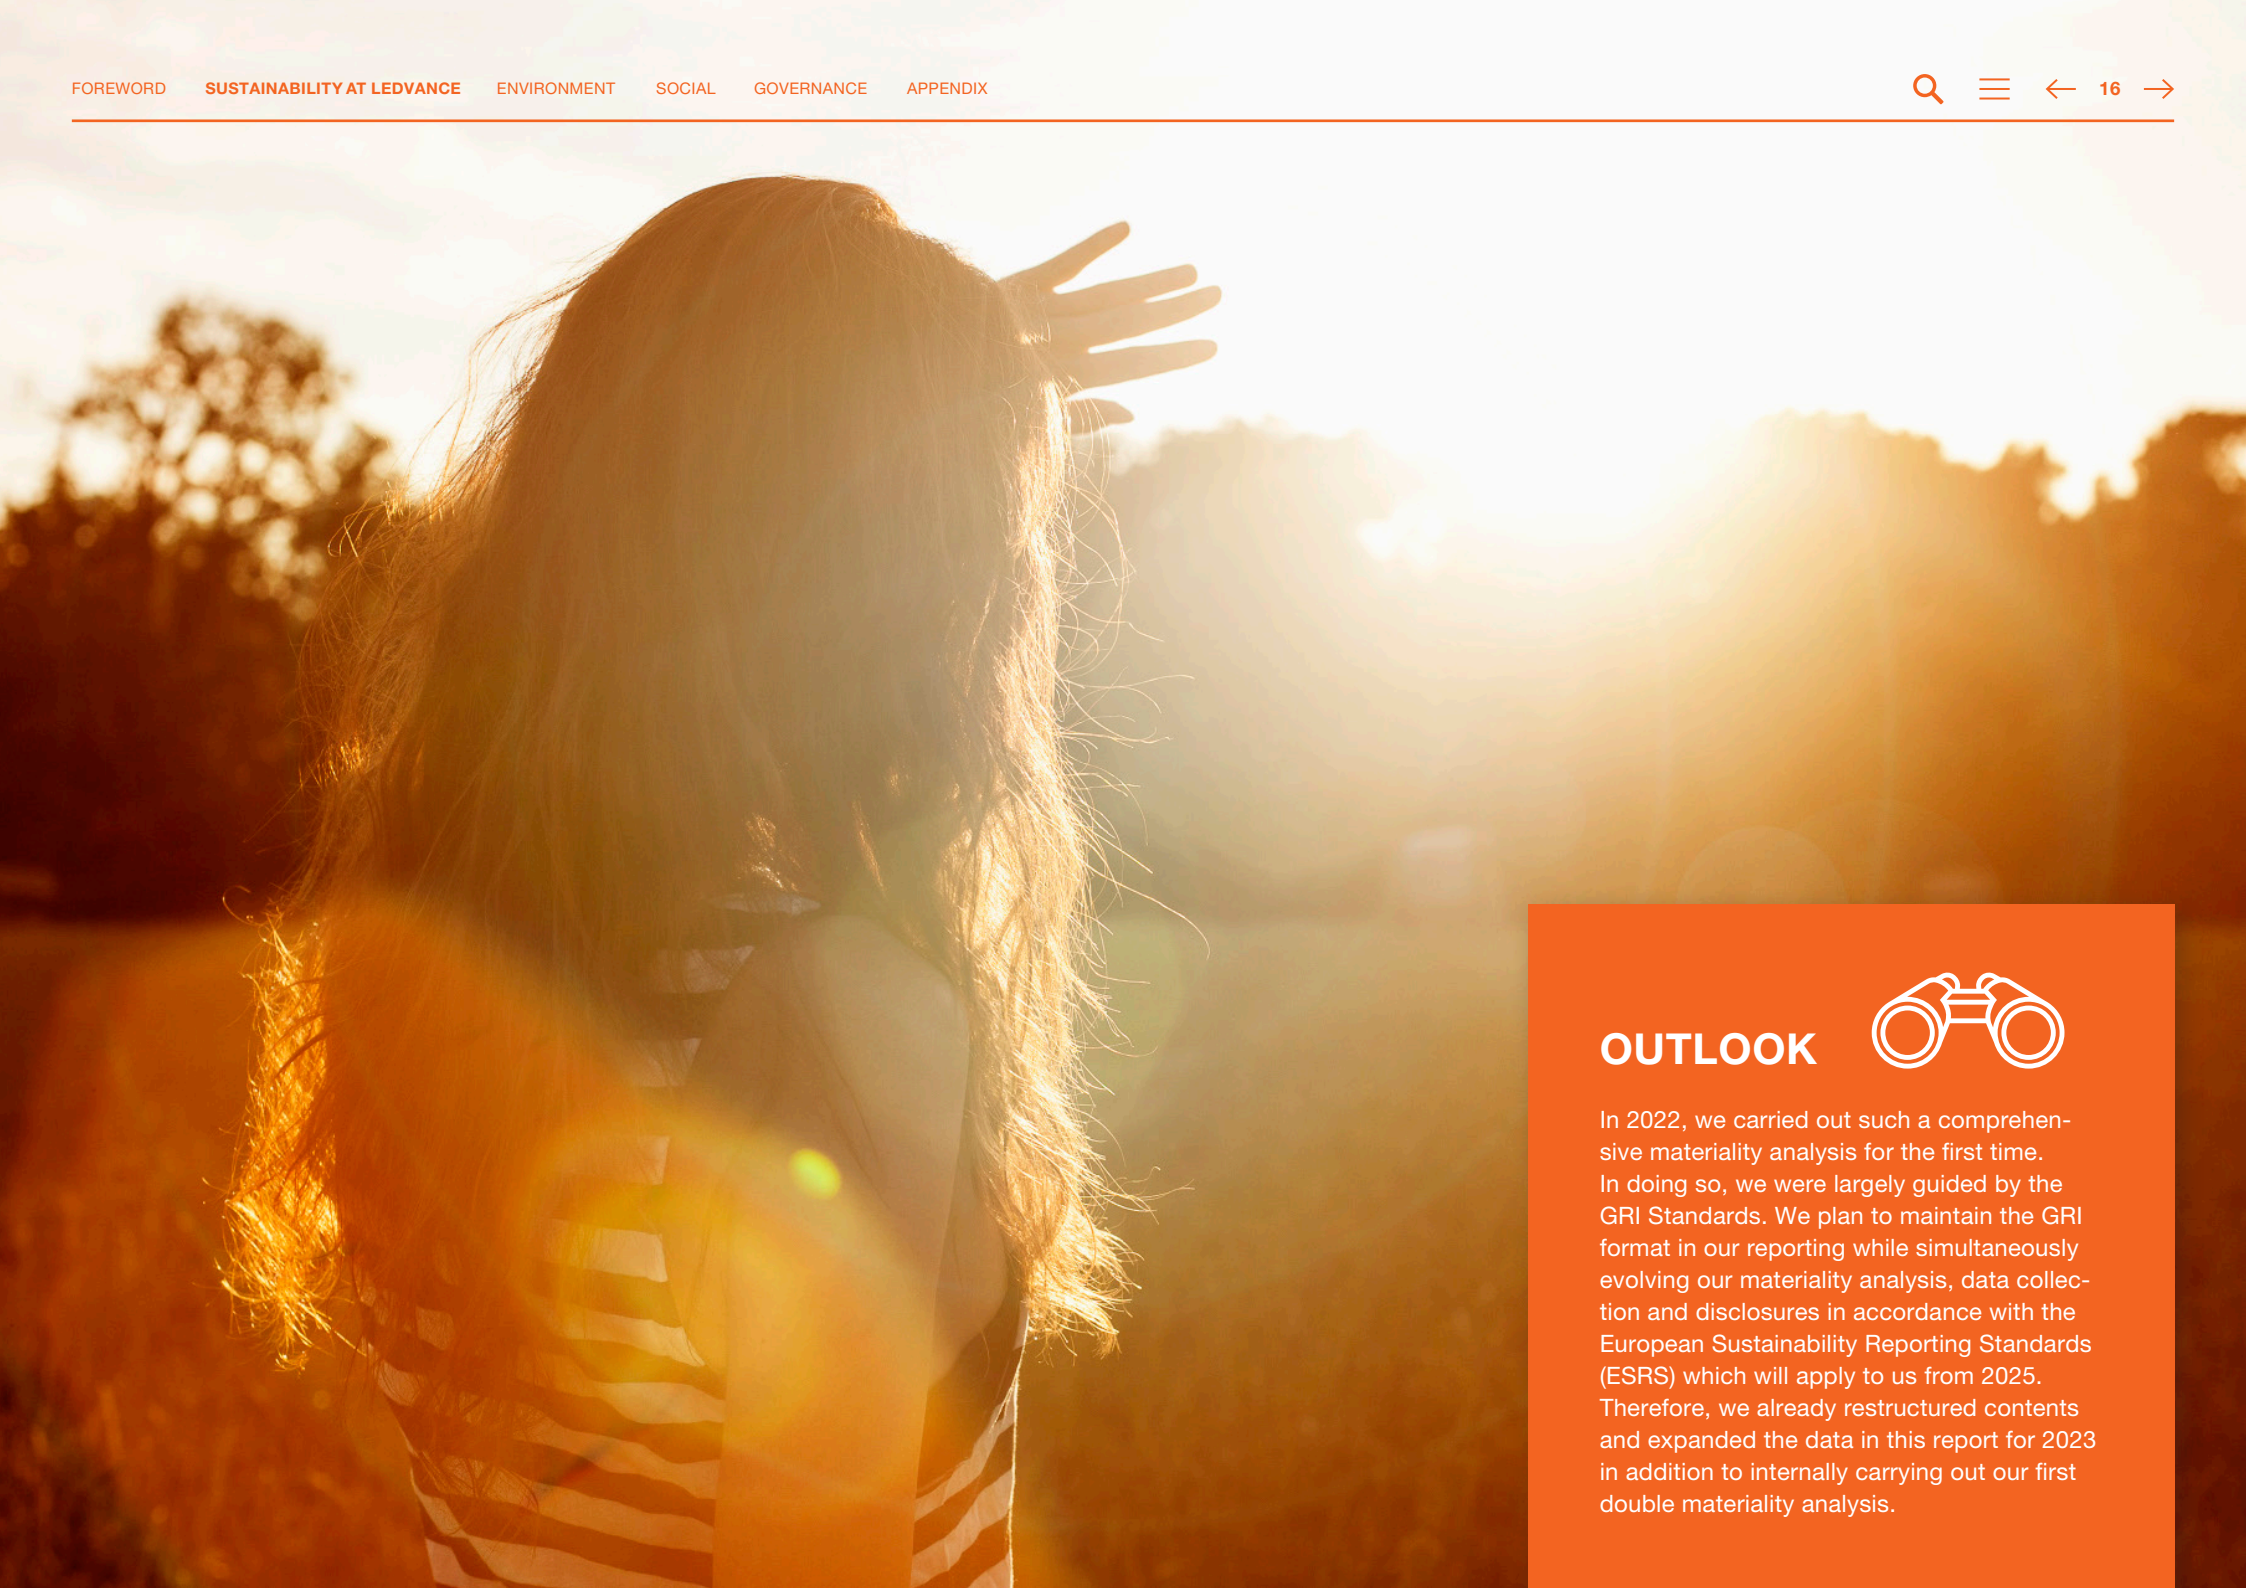 FOREWORD SUSTAINABILITY AT LEDVANCE ENVIRONMENT SOCIAL GOVERNANCE APPENDIX 16
OUTLOOK
In 2022, we carried out such a comprehen-
sive materiality analysis for the first time.
In doing so, we were largely guided by the
GRI Standards. We plan to maintain the GRI
format in our reporting while simultaneously
evolving our materiality analysis, data collec-
tion and disclosures in accordance with the
European Sustainability Reporting Standards
(ESRS) which will apply to us from 2025.
Therefore, we already restructured contents
and expanded the data in this report for 2023
in addition to internally carrying out our first
double materiality analysis.